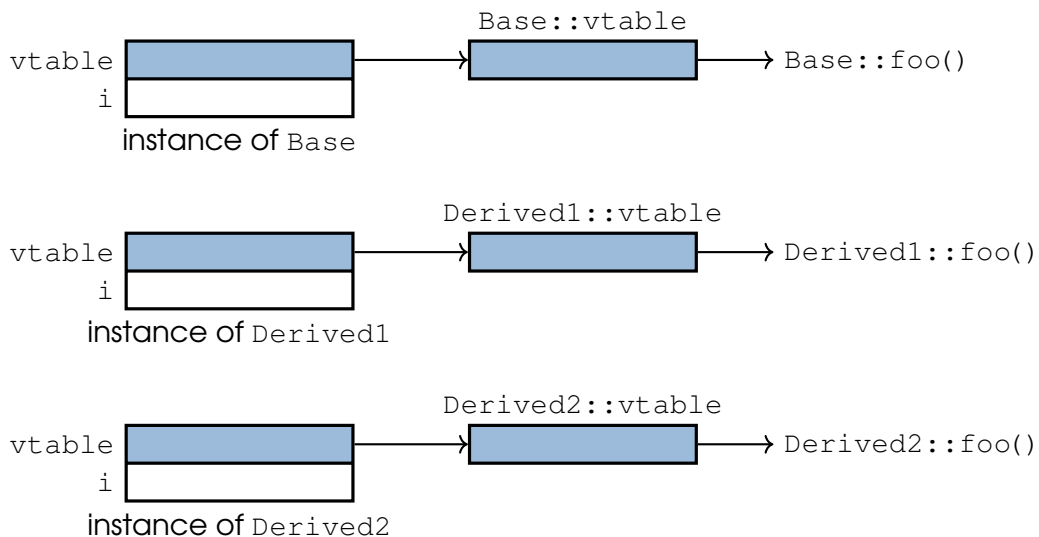 Base::vtable
vtable
Base::foo()
i
instance of Base
Derived1::vtable
vtable
Derived1::foo()
i
instance of Derived1
Derived2::vtable
vtable
Derived2::foo()
i
instance of Derived2